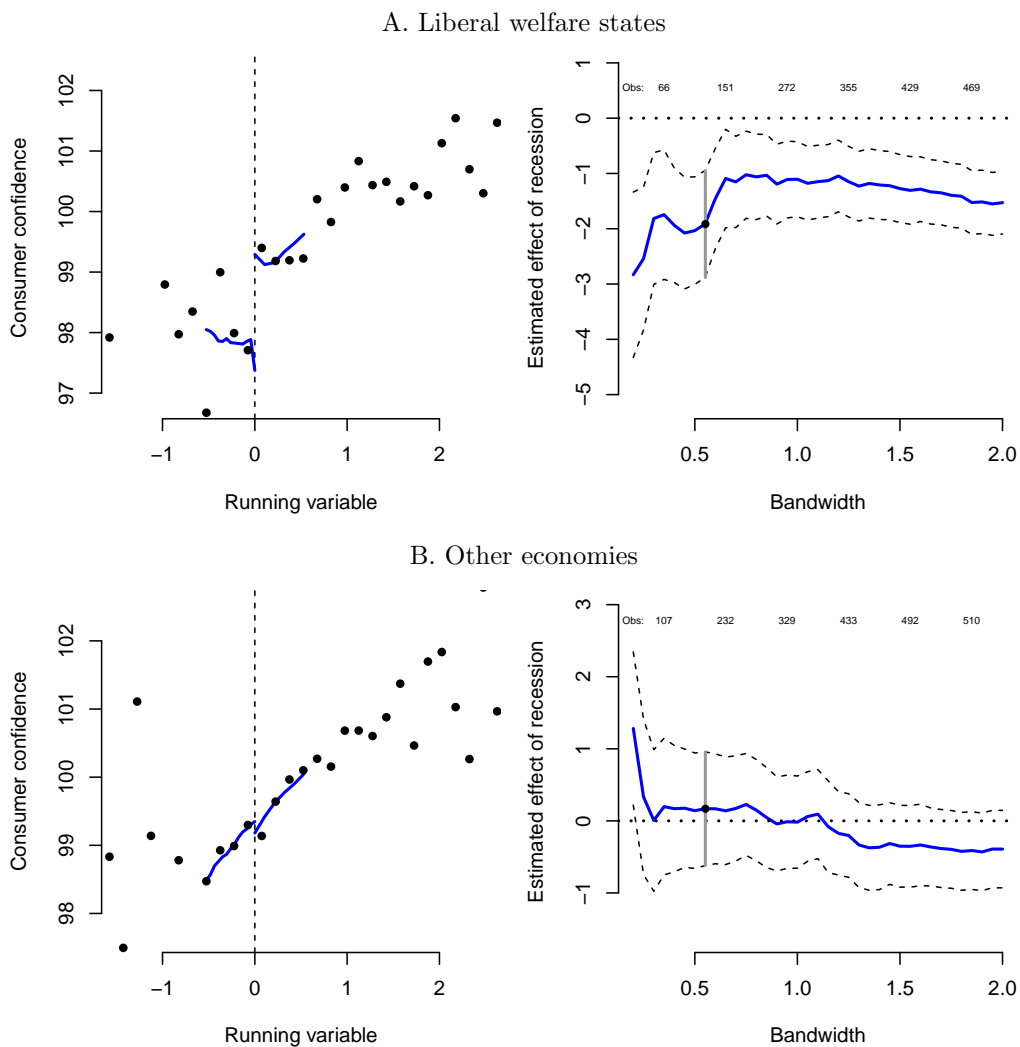 A. Liberal welfare states
Consumer confidence
102
101
100
99
98
97
−1 0 1 2
Running variable
Estimated effect of recession
1
0
−1
−2
−3
−4
−5
Obs: 66 151 272 355 429 469
0.5 1.0 1.5 2.0
Bandwidth
B. Other economies
Consumer confidence
102
101
100
99
98
−1 0 1 2
Running variable
Estimated effect of recession
3
2
1
0
−1
Obs: 107 232 329 433 492 510
0.5 1.0 1.5 2.0
Bandwidth